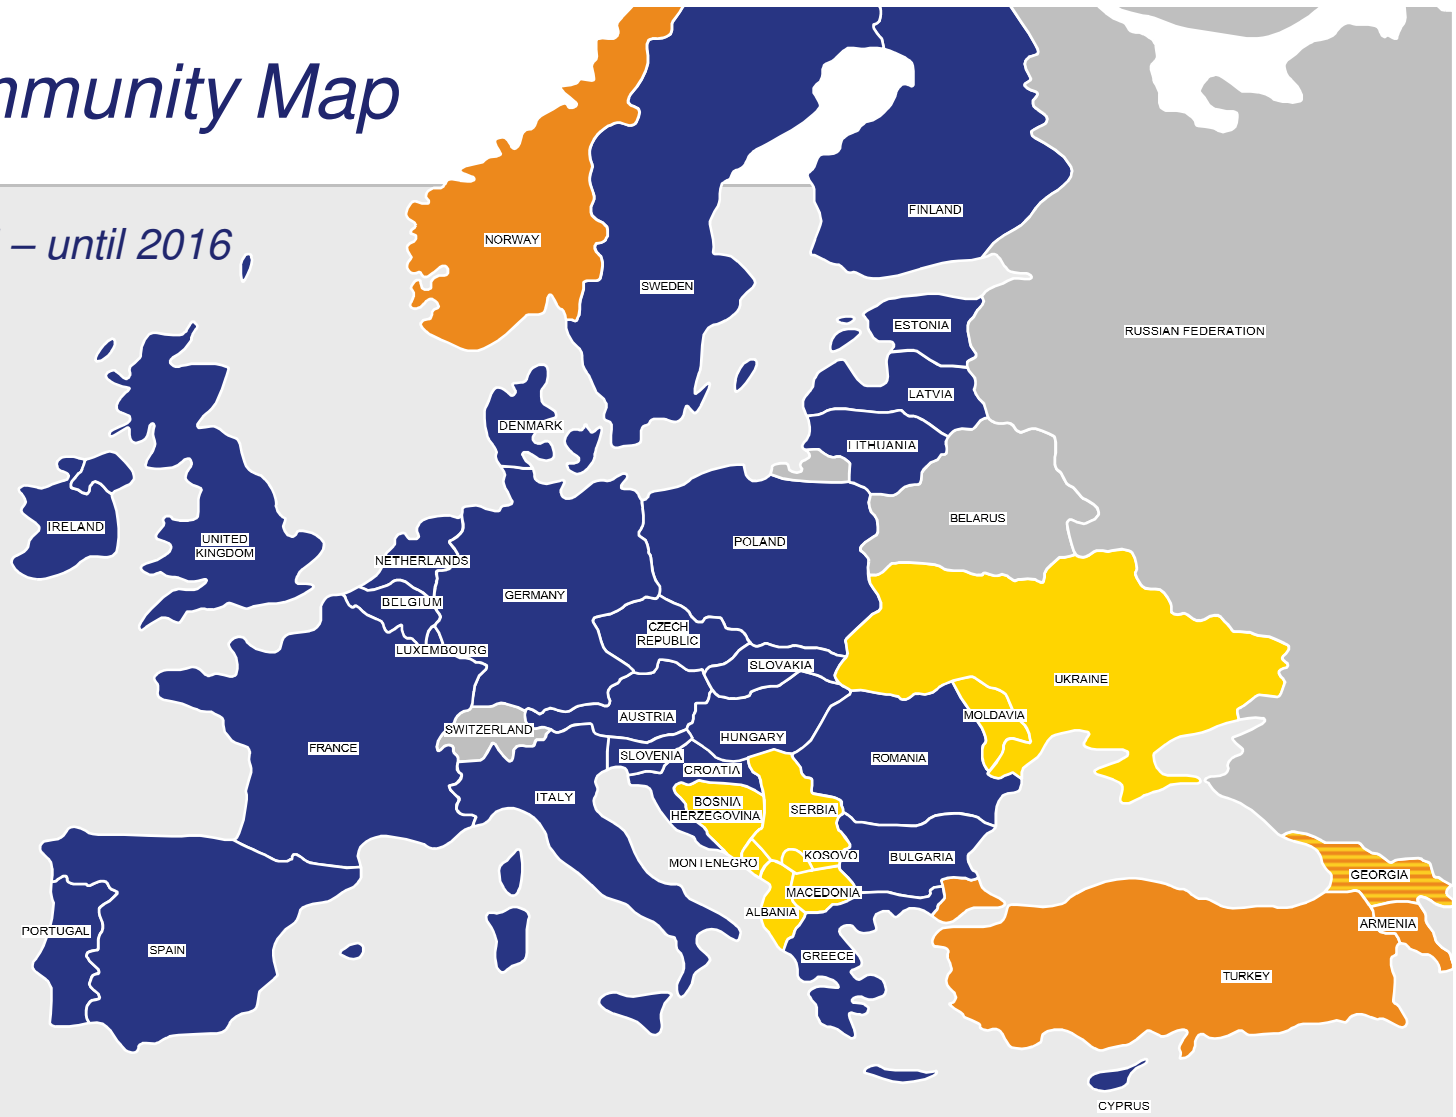 mmunity Map
– until 2016
NORWAY
FINLAND
SWEDEN
ESTONIA
RUSSIAN FEDERATION
LATVIA
DENMARK
LITHUANIA
IRELAND
UNITED
KINGDOM
BELARUS
POLAND
NETHERLANDS
GERMANY
BELGIUM
CZECH
REPUBLIC
LUXEMBOURG
SLOVAKIA
UKRAINE
AUSTRIA
MOLDAVIA
SWITZERLAND
HUNGARY
FRANCE
SLOVENIA
ROMANIA
CROATIA
ITALY
BOSNIA
HERZEGOVINA
SERBIA
KOSOVO
BULGARIA
MONTENEGRO
GEORGIA
MACEDONIA
ALBANIA
ARMENIA
PORTUGAL
SPAIN
GREECE
TURKEY
CYPRUS